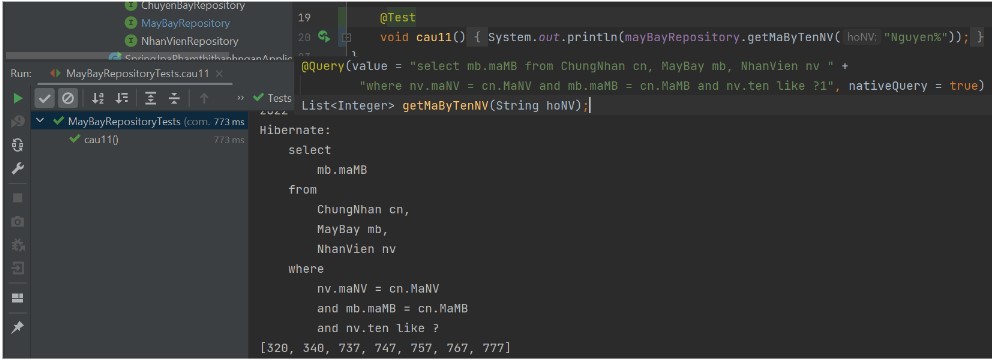 ChuyenBayRepository
MayBayRepository
NhanVienRepository
SpringJpaPhamthithanhnganApplic
19 @Test
20 void cau11() { System.out.println(mayBayRepository.getMaByTenNV( hoNV: "Nguyen%")); }
}
@Query(value = "select mb.maMB from ChungNhan cn, MayBay mb, NhanVien nv " +
"where nv.maNV = cn.MaNV and mb.maMB = cn.MaMB and nv.ten like ?1", nativeQuery = true)
List<Integer> getMaByTenNV(String hoNV);
Run: MayBayRepositoryTests.cau11 ×
» Tests
MayBayRepositoryTests (com. 773 ms
cau11() 773 ms
2022
Hibernate:
select
mb.maMB
from
ChungNhan cn,
MayBay mb,
NhanVien nv
where
nv.maNV = cn.MaNV
and mb.maMB = cn.MaMB
and nv.ten like ?
[320, 340, 737, 747, 757, 767, 777]